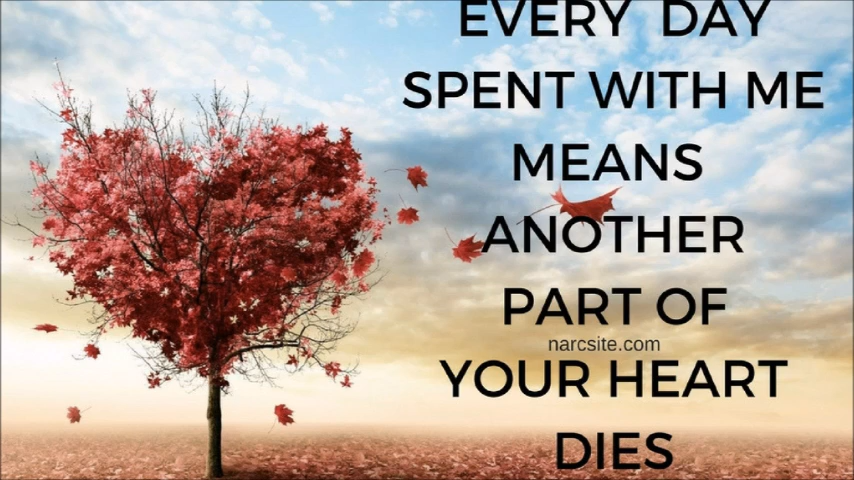 EVERY DAY
SPENT WITH ME
MEANS
ANOTHER
PART OF
narcsite.com
YOUR HEART
DIES